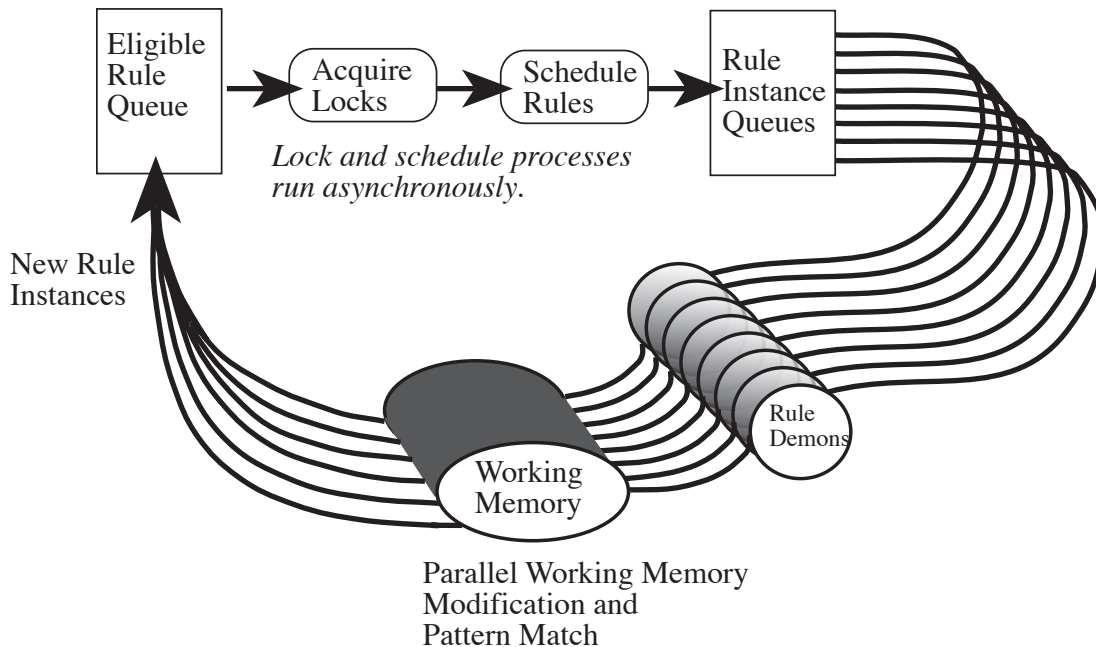 Eligible
Rule
Queue
Acquire
Locks
Schedule
Rules
Rule
Instance
Queues
Lock and schedule processes
run asynchronously.
New Rule
Instances
Rule
Demons
Working
Memory
Parallel Working Memory
Modification and
Pattern Match